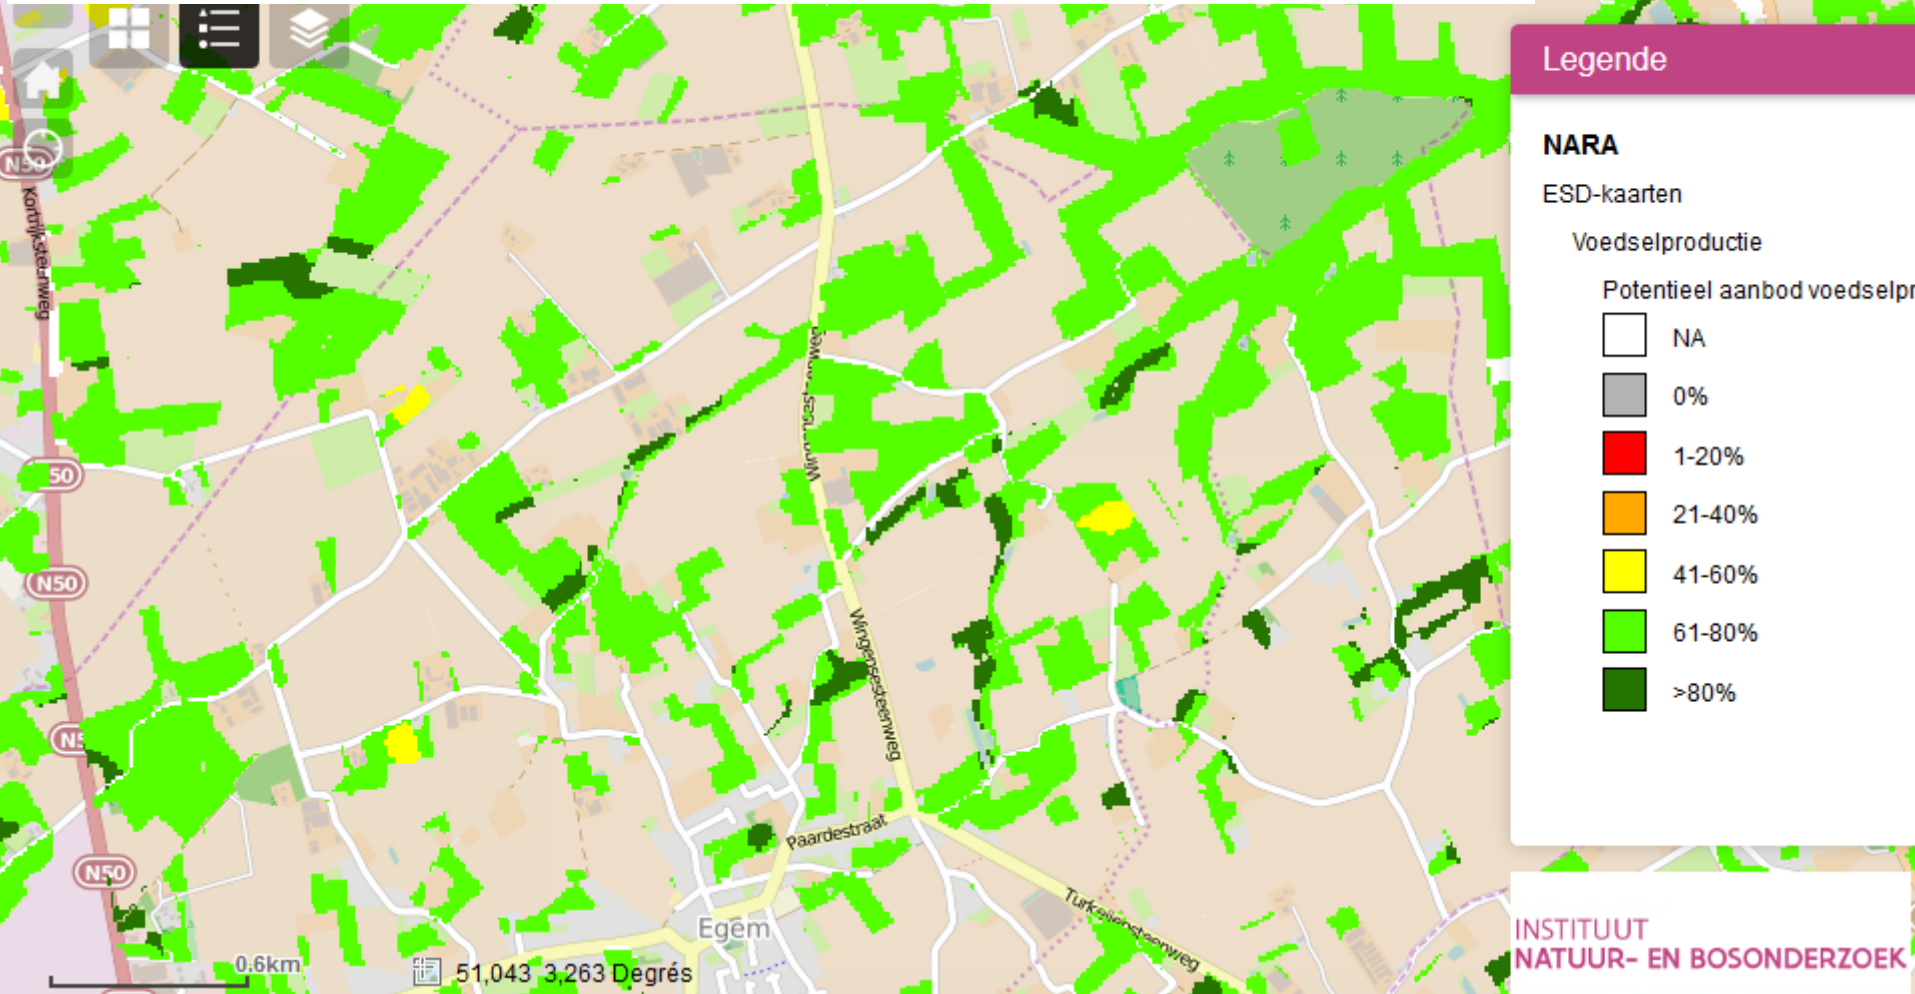 N50
Kortrijksesteenweg
50
N50
N5
N50
Wingensesteenweg
Wingensesteenweg
Paardestraat
Egem
Turkeijensteenweg
0.6km
51,043 3,263 Degrés
Legende
NARA
ESD-kaarten
Voedselproductie
Potentieel aanbod voedselpr
NA
0%
1-20%
21-40%
41-60%
61-80%
>80%
INSTITUUT
NATUUR- EN BOSONDERZOEK